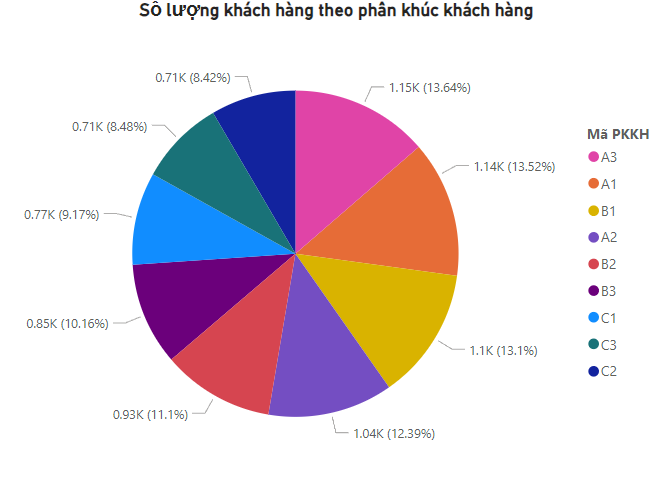 Số lượng khách hàng theo phân khúc khách hàng
0.71K (8.42%)
1.15K (13.64%)
0.71K (8.48%)
1.14K (13.52%)
0.77K (9.17%)
0.85K (10.16%)
1.1K (13.1%)
0.93K (11.1%)
1.04K (12.39%)
Mã PKKH
A3
A1
B1
A2
B2
B3
C1
C3
C2